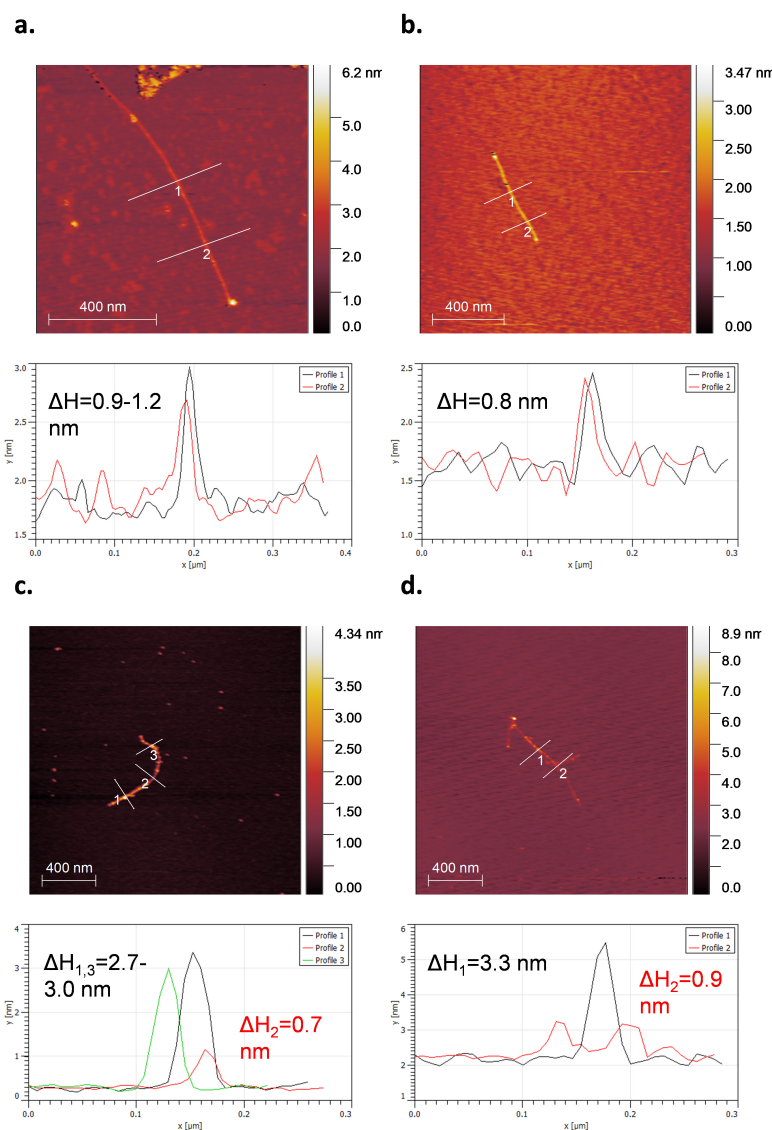 a.
6.2 nm
5.0
4.0
3.0
2.0
1.0
0.0
1
2
400 nm
3.0
2.5
2.0
1.5
y [nm]
ΔH=0.9-1.2
nm
Profile 1
Profile 2
0.0 0.1 0.2 0.3 0.4
x [µm]
b.
3.47 nm
3.00
2.50
2.00
1.50
1.00
0.00
1
2
400 nm
2.5
2.0
1.5
1.0
y [nm]
ΔH=0.8 nm
Profile 1
Profile 2
0.0 0.1 0.2 0.3
x [µm]
c.
4.34 nm
3.50
3.00
2.50
2.00
1.50
1.00
0.00
1
2
3
400 nm
4
3
1
0
y [nm]
ΔH1,3=2.7-
3.0 nm
ΔH2=0.7
nm
Profile 1
Profile 2
Profile 3
0.0 0.1 0.2 0.3
x [µm]
d.
8.9 nm
8.0
7.0
6.0
5.0
4.0
3.0
2.0
0.0
1
2
400 nm
6
5
3
2
1
y [nm]
ΔH1=3.3 nm
ΔH2=0.9
nm
Profile 1
Profile 2
0.0 0.1 0.2 0.3
x [µm]